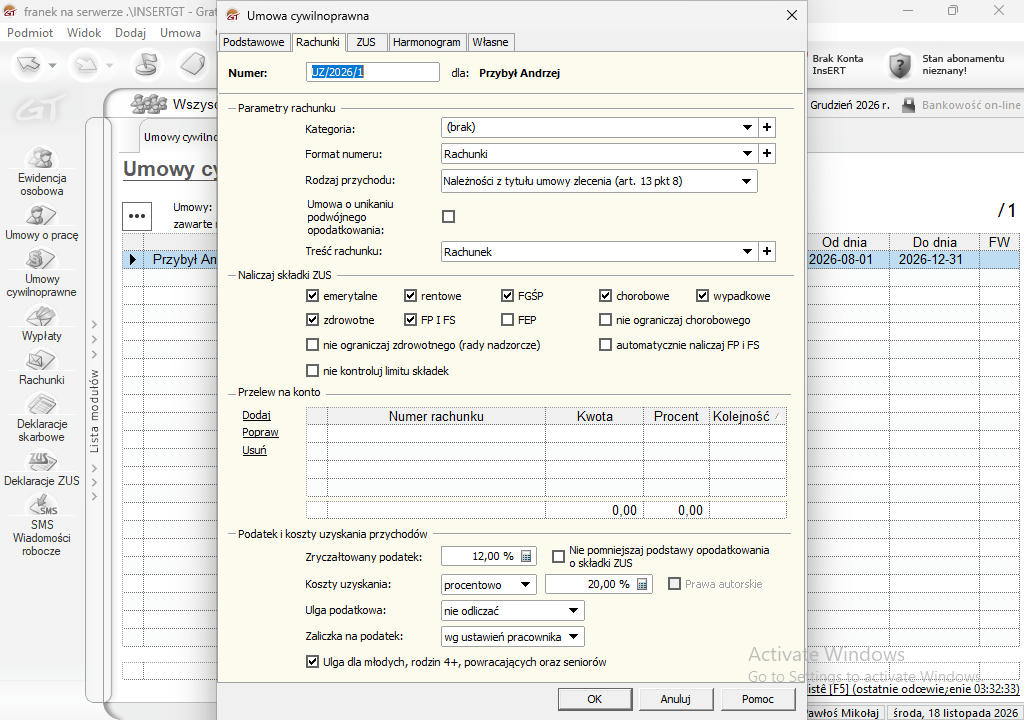 franek na serwerze .\INSERTGT - Grat
Umowa cywilnoprawna
Podmiot Widok Dodaj Umowa
Podstawowe Rachunki ZUS Harmonogram Własne
Numer: UZ/2026/1 dla: Przybył Andrzej
Brak Konta
InsERT
Stan abonamentu
nieznany!
GT
Grudzień 2026 r. Bankowość on-line
Umowy:
zawarte
/1
Od dnia Do dnia FW
Przybył An 2026-08-01 2026-12-31
Ewidencja
osobowa
Umowy o pracę
Umowy
cywilnoprawne
Wypłaty
Rachunki
Deklaracje
skarbowe
ZUS
Deklaracje ZUS
SMS
SMS
Wiadomości
robocze
Lista modułów
Parametry rachunku
Kategoria: (brak)
Format numeru: Rachunki
Rodzaj przychodu: Należności z tytułu umowy zlecenia (art. 13 pkt 8)
Umowa o unikaniu
podwójnego
opodatkowania:
Treść rachunku: Rachunek
Naliczaj składki ZUS
emerytalne rentowe FGŚP chorobowe wypadkowe
zdrowotne FP I FS FEP nie ograniczaj chorobowego
nie ograniczaj zdrowotnego (rady nadzorcze) automatycznie naliczaj FP i FS
nie kontroluj limitu składek
Przelew na konto
Dodaj
Popraw
Usuń
Numer rachunku Kwota Procent Kolejność
0,00 0,00
Podatek i koszty uzyskania przychodów
Zryczałtowany podatek: 12,00 % Nie pomniejszaj podstawy opodatkowania
o składki ZUS
Koszty uzyskania: procentowo 20,00 % Prawa autorskie
Ulga podatkowa: nie odliczać
Zaliczka na podatek: wg ustawień pracownika
Ulga dla młodych, rodzin 4+, powracających oraz seniorów
OK Anuluj Pomoc
Activate Windows
Go to Settings to activate Windows.
(ostatnie odświeżenie 03:32:33)
środa, 18 listopada 2026